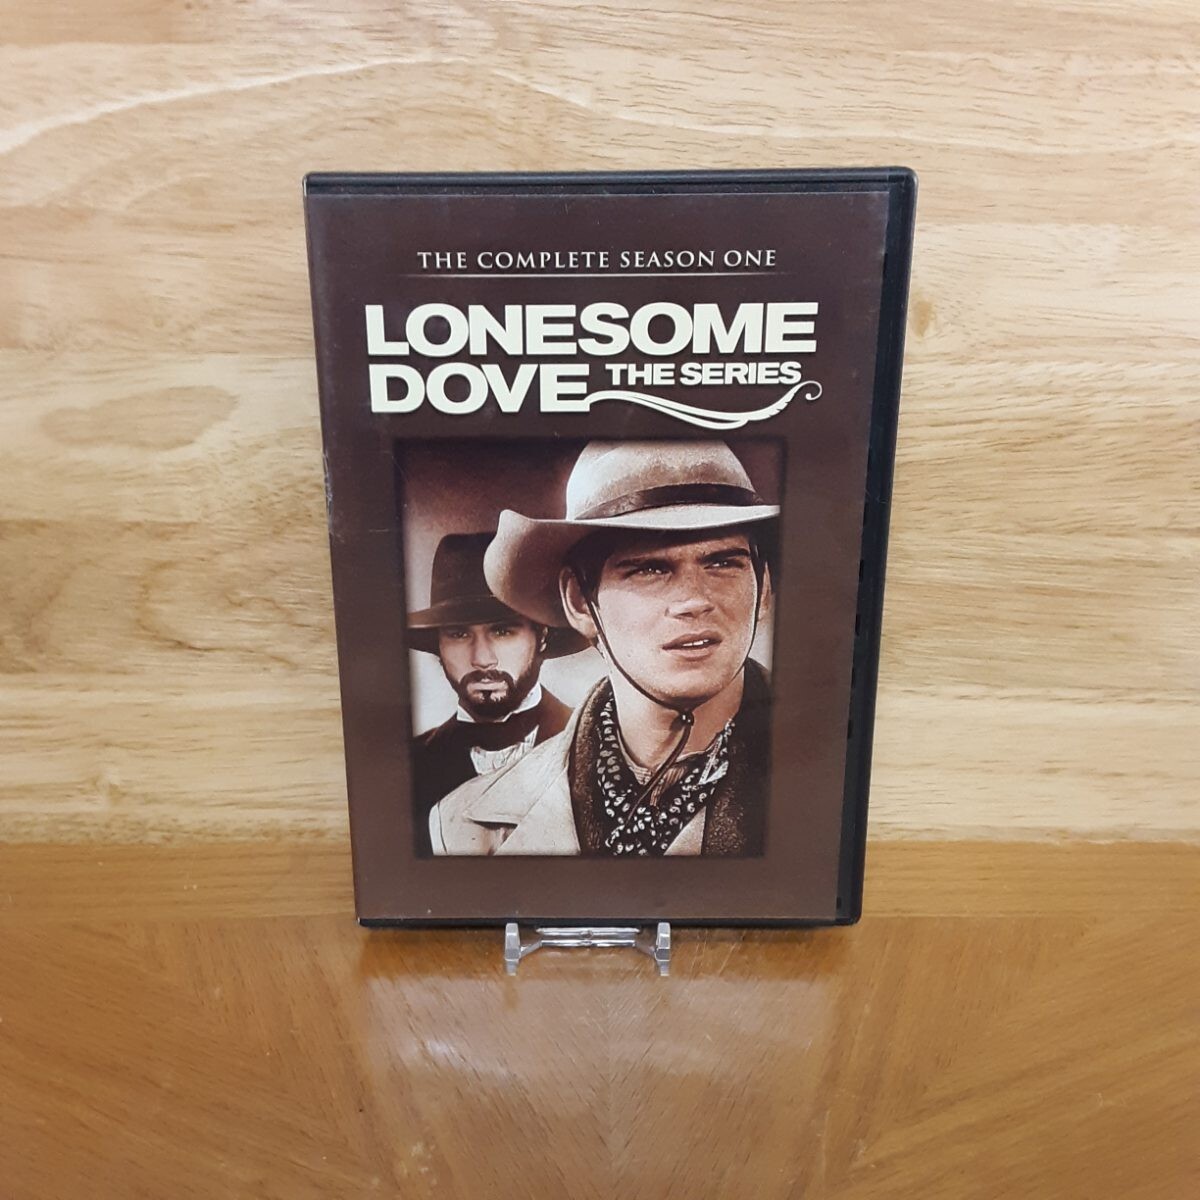 THE COMPLETE SEASON ONE
LONESOME
DOVE THE SERIES